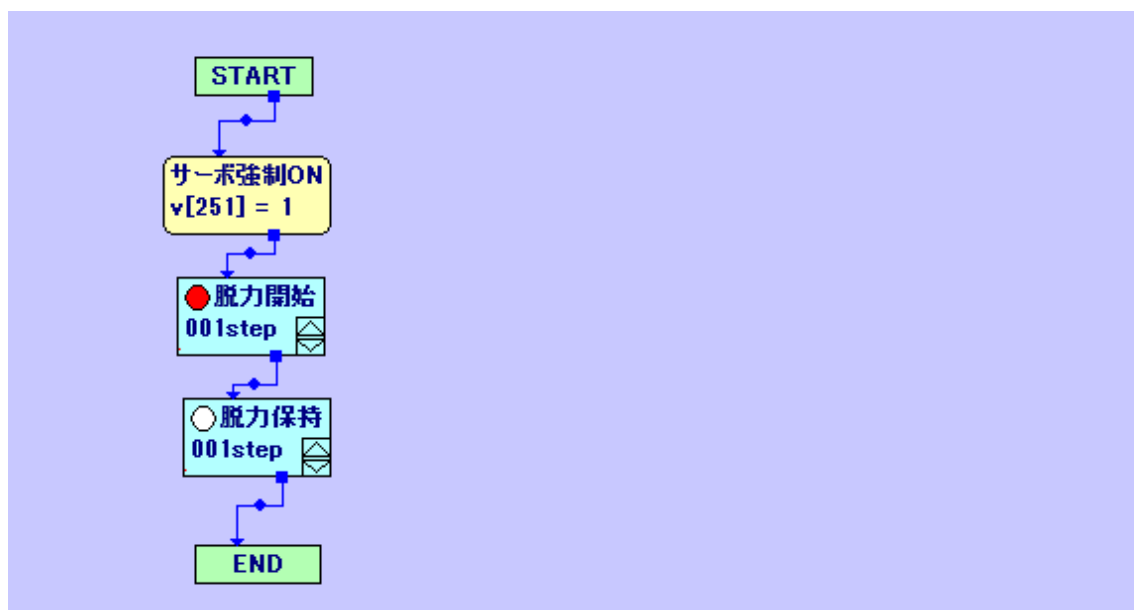 START
サーボ強制ON
v[251] = 1
脱力開始
001step
脱力保持
001step
END